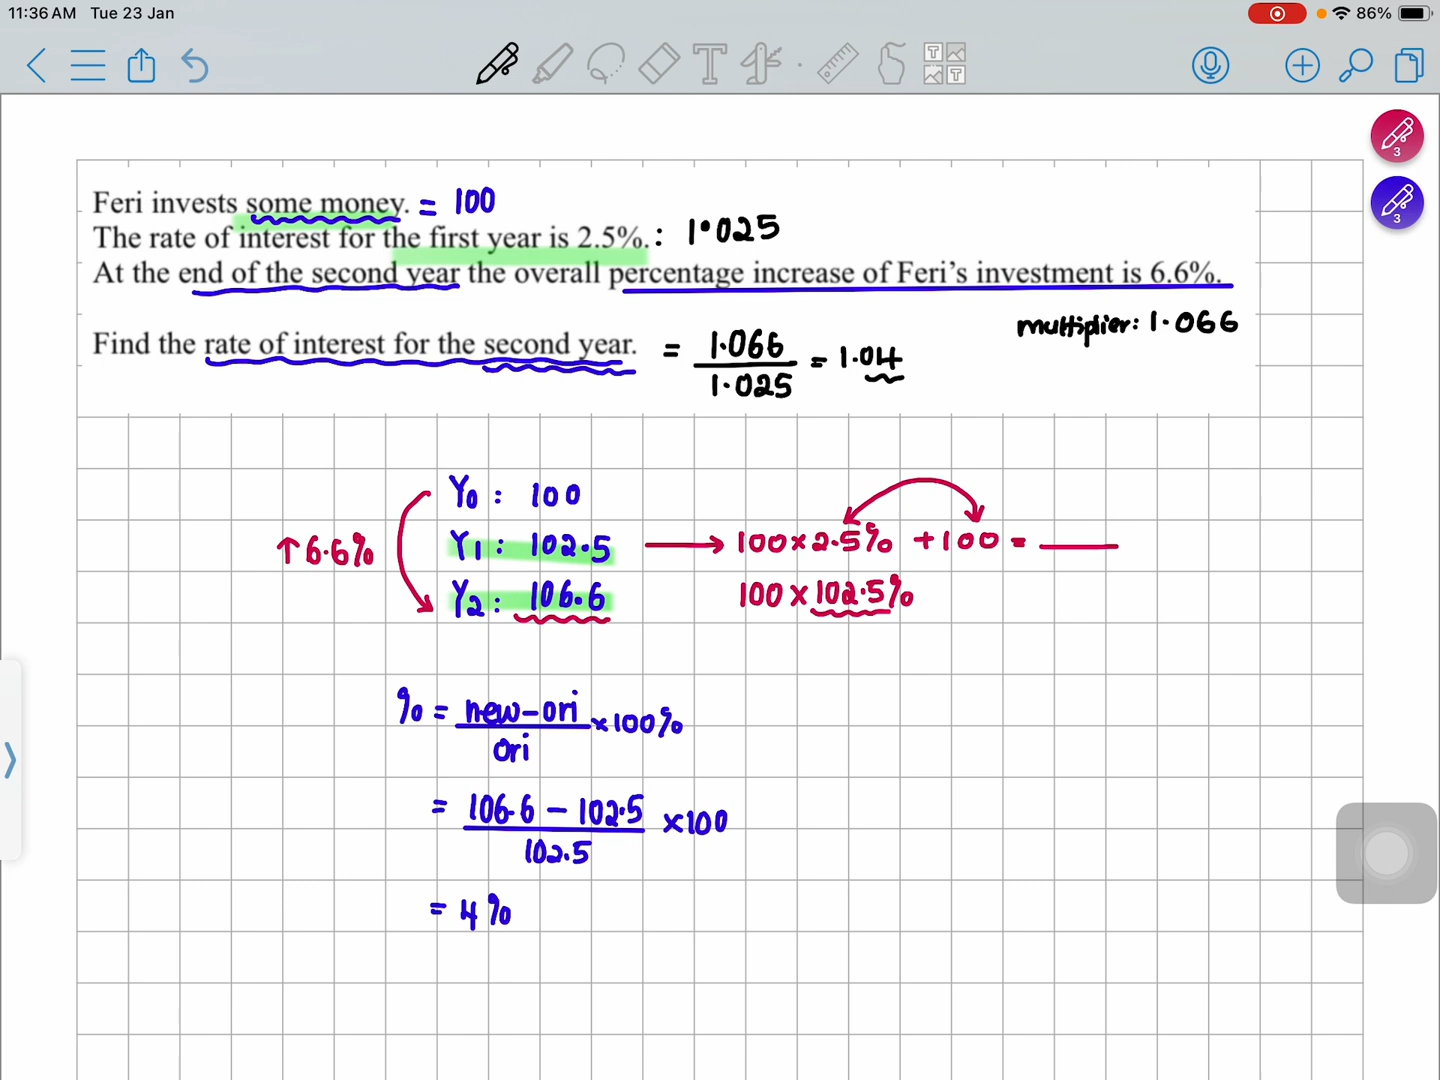 11:36 AM Tue 23 Jan
86%
T
T
T
3
3
Feri invests some money. = 100
The rate of interest for the first year is 2.5%. : 1.025
At the end of the second year the overall percentage increase of Feri's investment is 6.6%.
multiplier: 1.066
Find the rate of interest for the second year. = 1.066 / 1.025 = 1.04
Y0 : 100
↑6.6% Y1 : 102.5 → 100 × 2.5% + 100 = ____
Y2 : 106.6 100 × 102.5%
% = new - ori / ori × 100%
= 106.6 - 102.5 / 102.5 × 100
= 4%